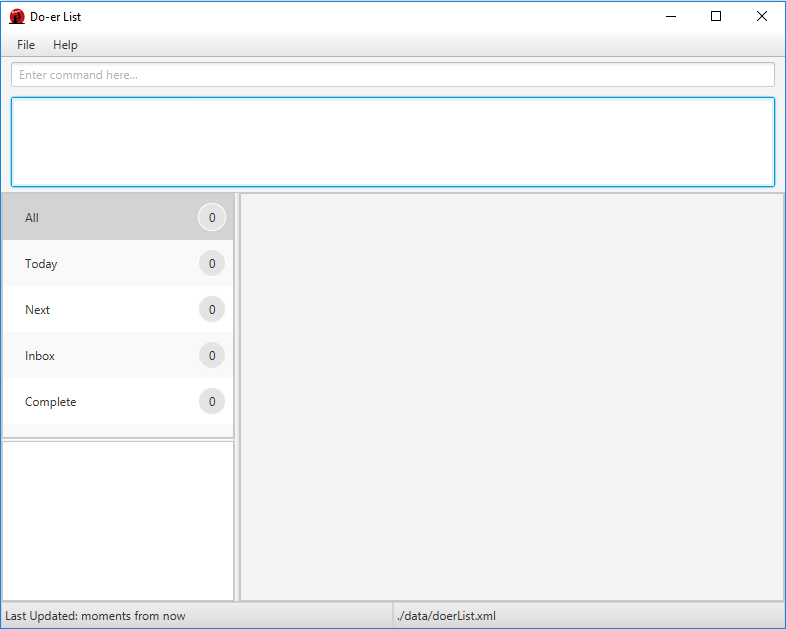 Do-er List
File Help
Enter command here...
All 0
Today 0
Next 0
Inbox 0
Complete 0
Last Updated: moments from now ./data/doerList.xml